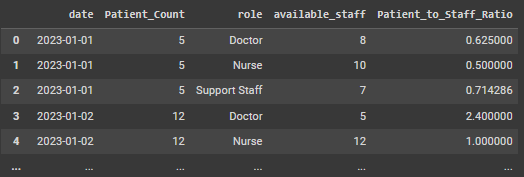 date Patient_Count role available_staff Patient_to_Staff_Ratio
0 2023-01-01 5 Doctor 8 0.625000
1 2023-01-01 5 Nurse 10 0.500000
2 2023-01-01 5 Support Staff 7 0.714286
3 2023-01-02 12 Doctor 5 2.400000
4 2023-01-02 12 Nurse 12 1.000000
... ... ... ... ... ...